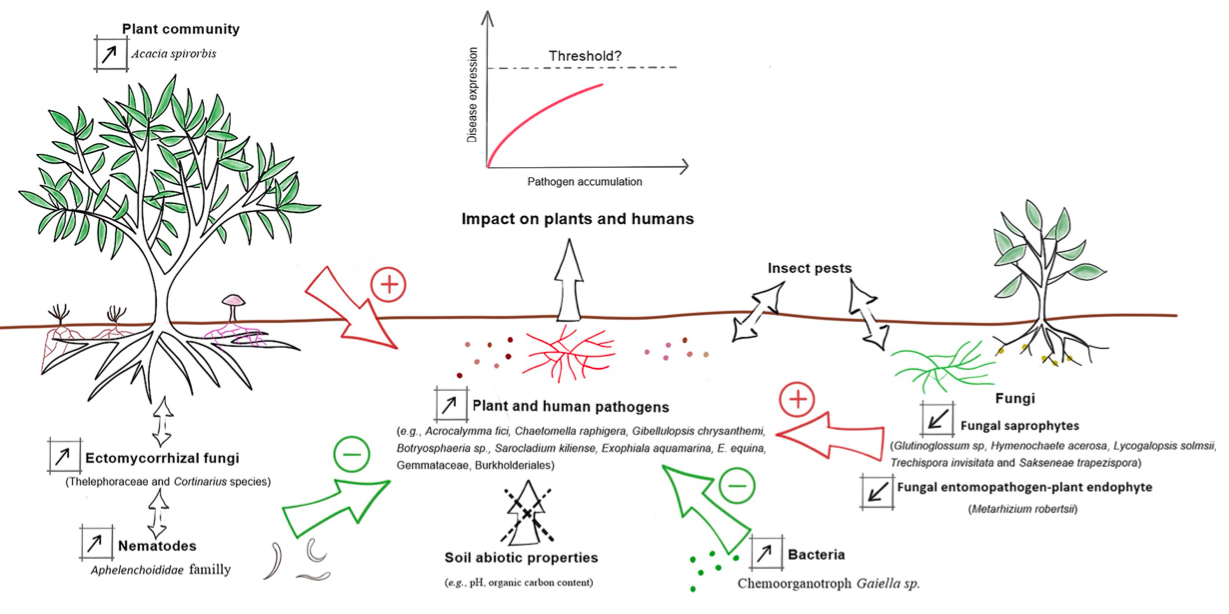 Plant community
Acacia spirorbis
Disease expression
Threshold?
Pathogen accumulation
Impact on plants and humans
+
Insect pests
Plant and human pathogens
(e.g., Acrocalymma fici, Chaetomella raphigera, Gibellulopsis chrysanthemi,
Botryosphaeria sp., Sarocladium kiliense, Exophiala aquamarina, E. equina,
Gemmataceae, Burkholderiales)
+
Fungi
Fungal saprophytes
(Glutinoglossum sp, Hymenochaete acerosa, Lycogalopsis solmsii,
Trechispora invisitata and Sakseneae trapezispora)
Fungal entomopathogen-plant endophyte
(Metarhizium robertsii)
Ectomycorrhizal fungi
(Thelephoraceae and Cortinarius species)
−
Nematodes
Aphelenchoididae familly
Soil abiotic properties
(e.g., pH, organic carbon content)
−
Bacteria
Chemoorganotroph Gaiella sp.